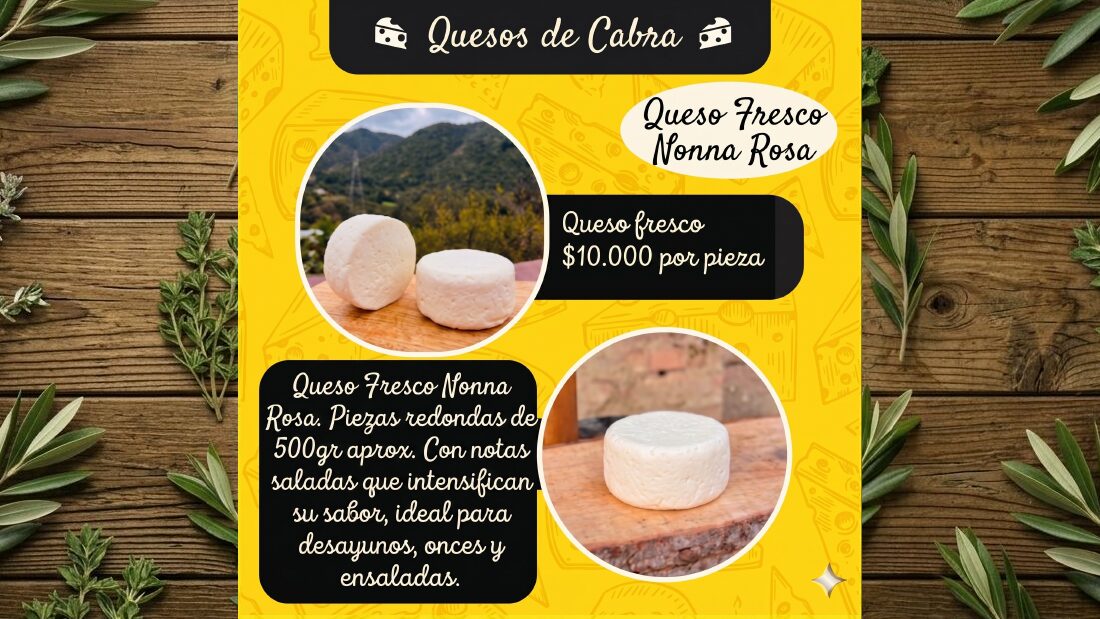 Quesos de Cabra
Queso Fresco
Nonna Rosa
Queso fresco
$10.000 por pieza
Queso Fresco Nonna
Rosa. Piezas redondas de
500gr aprox. Con notas
saladas que intensifican
su sabor, ideal para
desayunos, onces y
ensaladas.